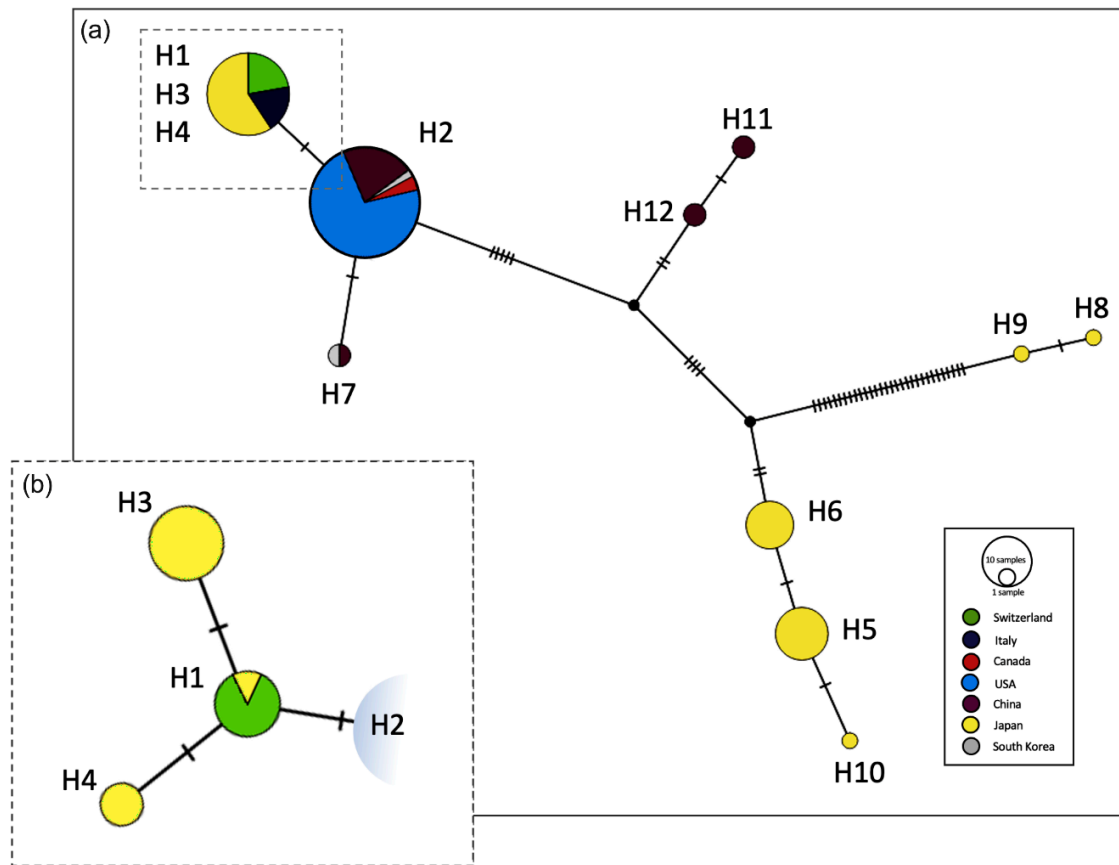 (a)
H1
H3
H4
H2
H11
H12
H9
H8
H7
H6
H5
H10
(b)
H3
H1
H2
H4
10 samples
1 sample
Switzerland
Italy
Canada
USA
China
Japan
South Korea